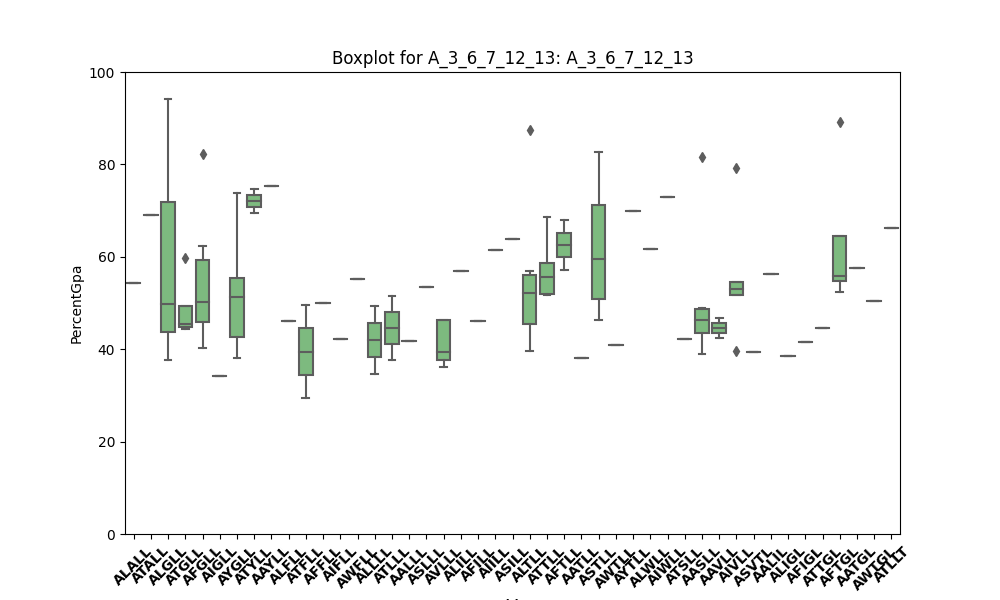 Boxplot for A_3_6_7_12_13: A_3_6_7_12_13
PercentGpa
100
80
60
40
20
0
ALALL
ATALL
ALGLL
ATGLL
AFGLL
AIGLL
AYGLL
ATYLL
AAYLL
ALFLL
ATFLL
AFFLL
AIFLL
AWFLL
ATLLL
AALLL
ASLLL
AVLLL
ALILL
AFILL
AIILL
ASILL
ALTLL
ATTLL
AFTLL
AATLL
ASTLL
AWTLL
AYTLL
ALWLL
AIWLL
ATSLL
AASLL
AAVLL
AIVLL
ASVTL
AALIL
ALIGL
AFIGL
ATTGL
AFTGL
AATGL
AWTGL
ATLLT